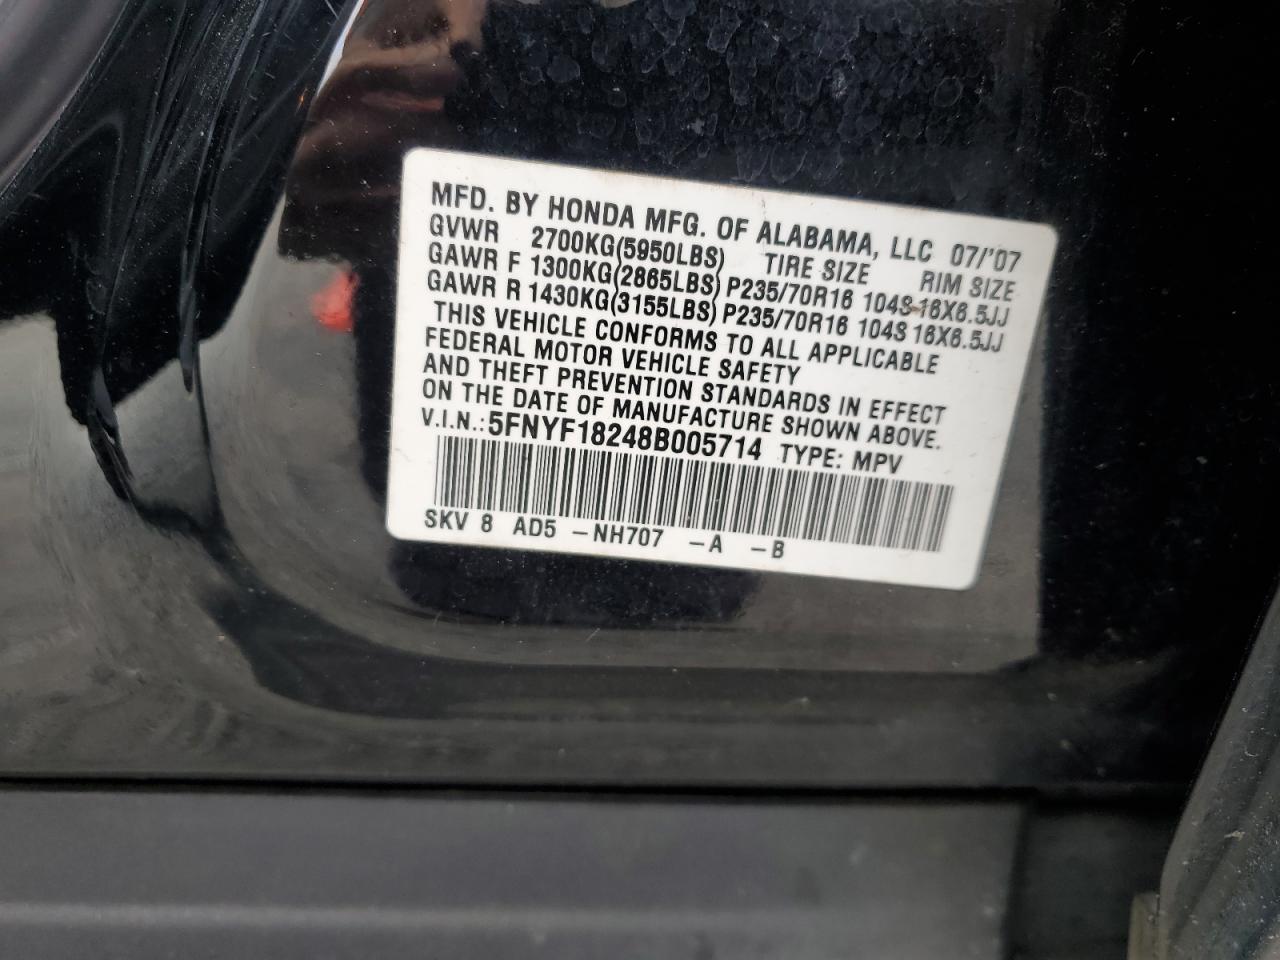 MFD. BY HONDA MFG. OF ALABAMA, LLC 07/'07
GVWR 2700KG(5950LBS) TIRE SIZE RIM SIZE
GAWR F 1300KG(2865LBS) P235/70R16 104S 16X6.5JJ
GAWR R 1430KG(3155LBS) P235/70R16 104S 16X6.5JJ
THIS VEHICLE CONFORMS TO ALL APPLICABLE
FEDERAL MOTOR VEHICLE SAFETY
AND THEFT PREVENTION STANDARDS IN EFFECT
ON THE DATE OF MANUFACTURE SHOWN ABOVE.
V.I.N.: 5FNYF18248B005714 TYPE: MPV
SKV 8 AD5 -NH707 -A -B